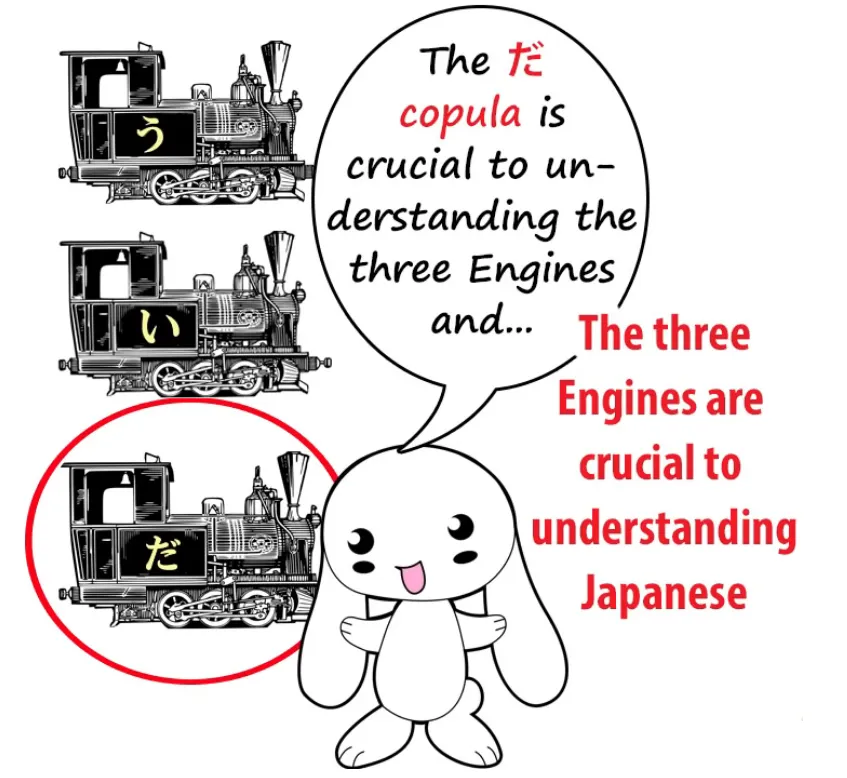 う
い
だ
The だ
copula is
crucial to un-
derstanding the
three Engines
and...
The three
Engines are
crucial to
understanding
Japanese